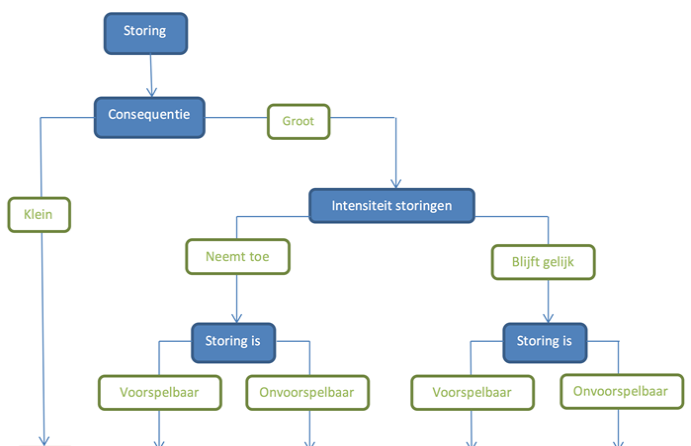 Storing
Consequentie
Groot
Klein
Intensiteit storingen
Neemt toe
Blijft gelijk
Storing is
Storing is
Voorspelbaar
Onvoorspelbaar
Voorspelbaar
Onvoorspelbaar